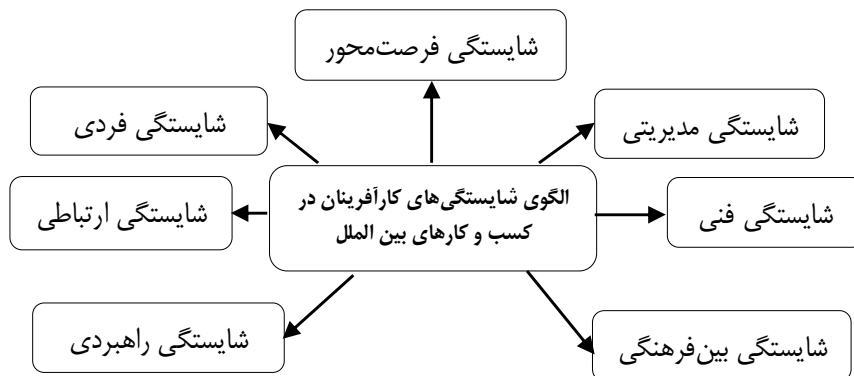 شایستگی فرصت‌محور
شایستگی مدیریتی
شایستگی فردی
الگوی شایستگی‌های کارآفرینان در
کسب و کارهای بین الملل
شایستگی فنی
شایستگی ارتباطی
شایستگی بین‌فرهنگی
شایستگی راهبردی